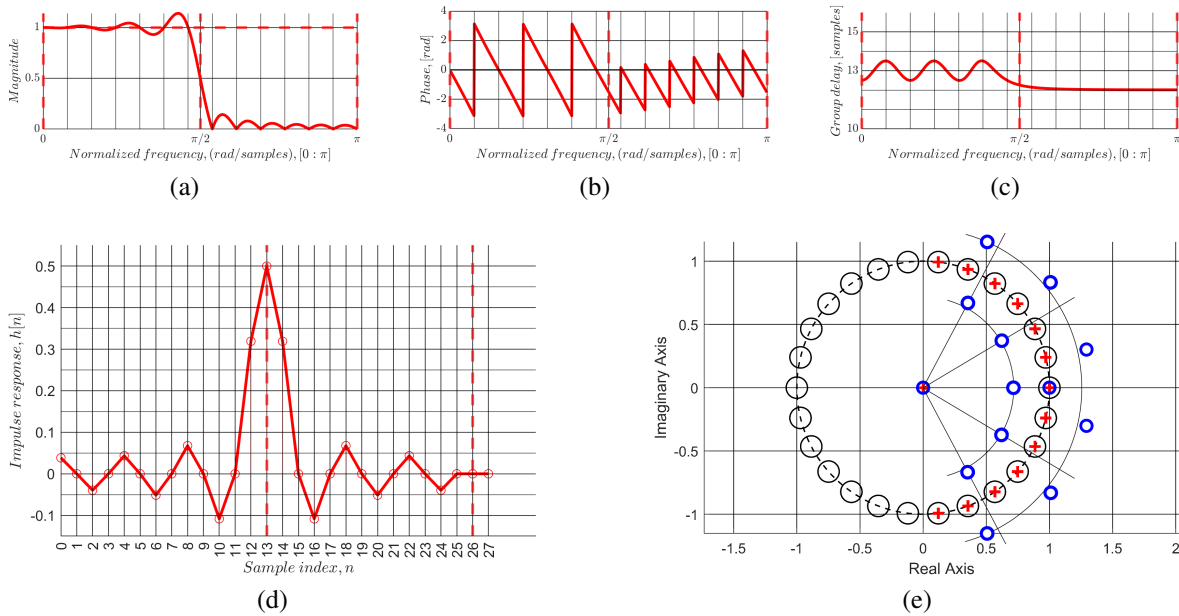 1
0.5
0
Magnitude
0
π/2
π
Normalized frequency, (rad/samples), [0 : π]
(a)
4
2
0
-2
-4
Phase, [rad]
0
π/2
π
Normalized frequency, (rad/samples), [0 : π]
(b)
15
13
10
Group delay, [samples]
0
π/2
π
Normalized frequency, (rad/samples), [0 : π]
(c)
0.5
0.4
0.3
0.2
0.1
0.05
0
-0.1
Impulse response, h[n]
0 1 2 3 4 5 6 7 8 9 10 11 12 13 14 15 16 17 18 19 20 21 22 23 24 25 26 27
Sample index, n
(d)
1
0.5
0
-0.5
-1
Imaginary Axis
-1.5 -1 -0.5 0 0.5 1 1.5 2
Real Axis
(e)